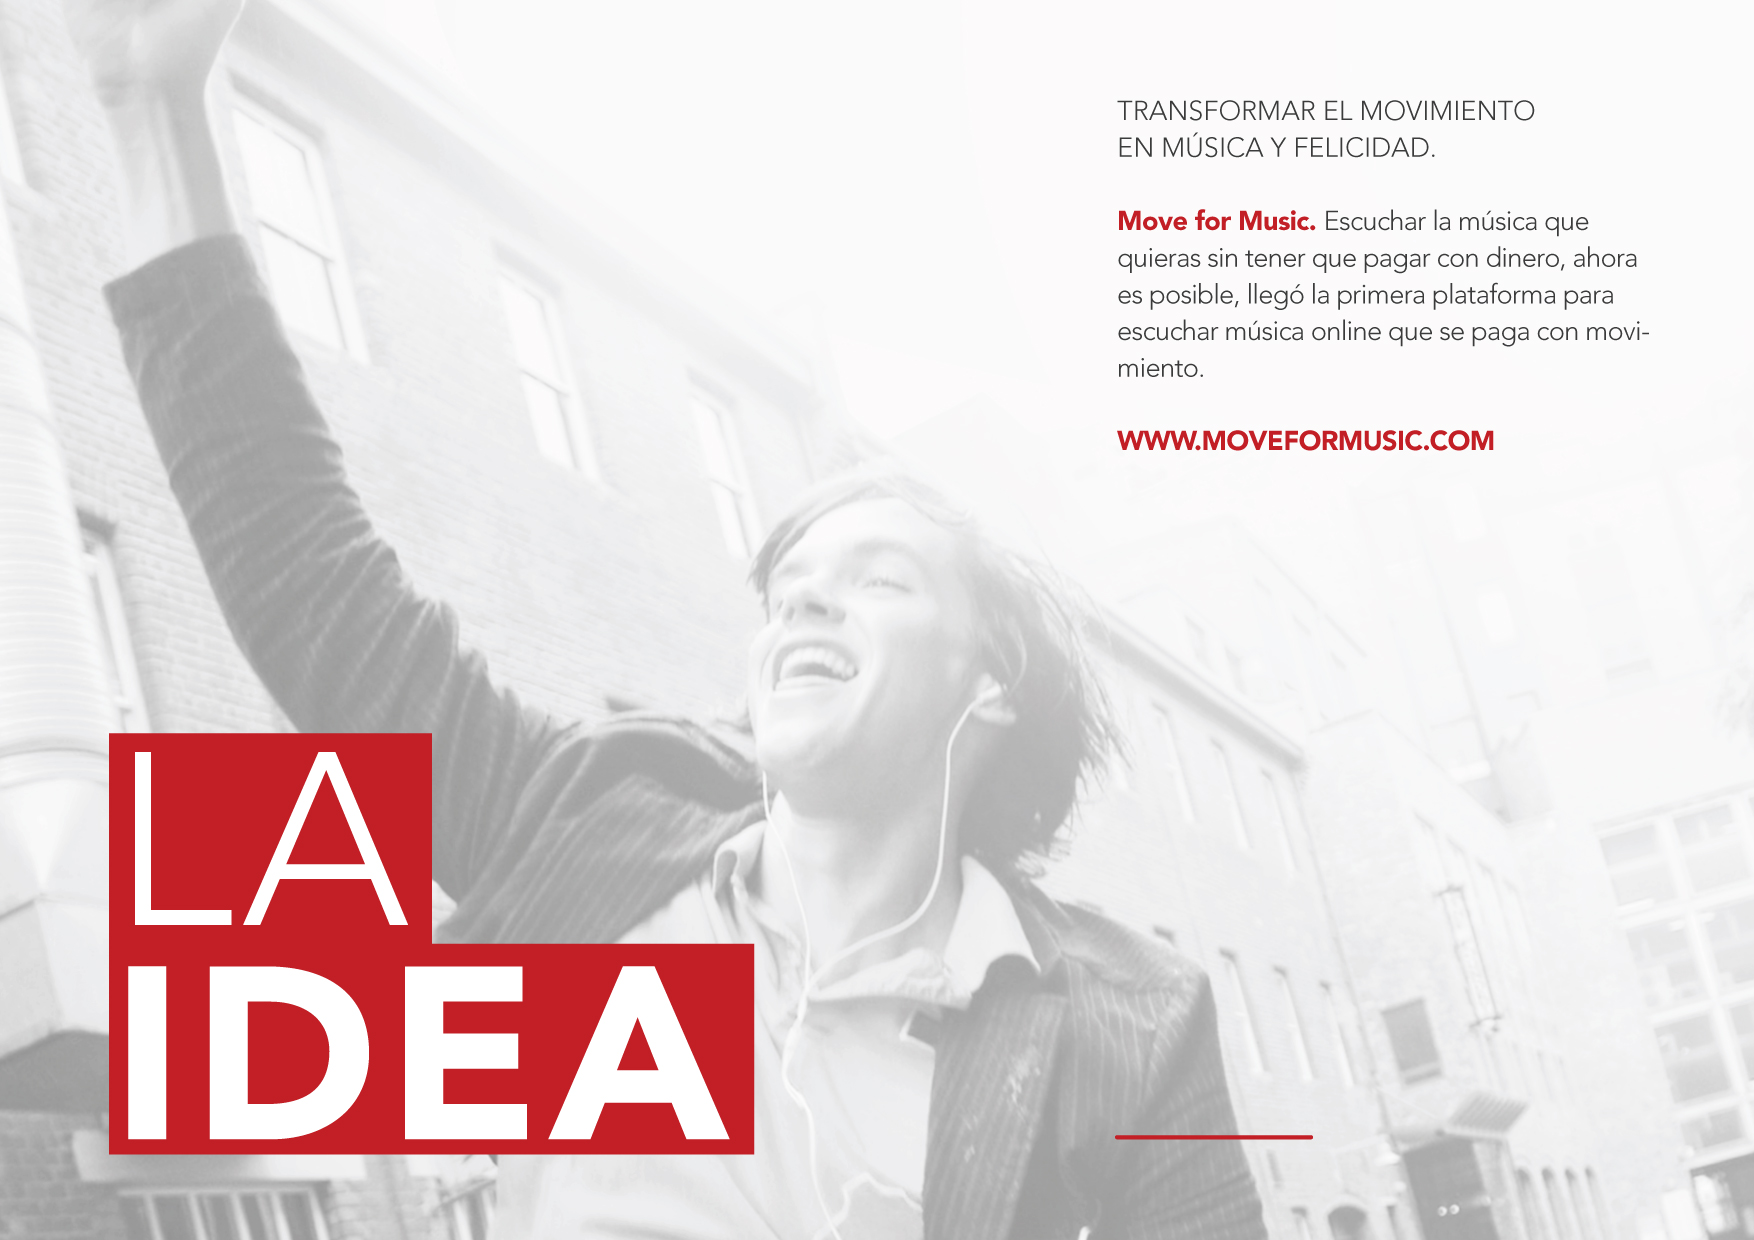 TRANSFORMAR EL MOVIMIENTO
EN MÚSICA Y FELICIDAD.
Move for Music. Escuchar la música que
quieras sin tener que pagar con dinero, ahora
es posible, llegó la primera plataforma para
escuchar música online que se paga con movi-
miento.
WWW.MOVEFORMUSIC.COM
LA
IDEA